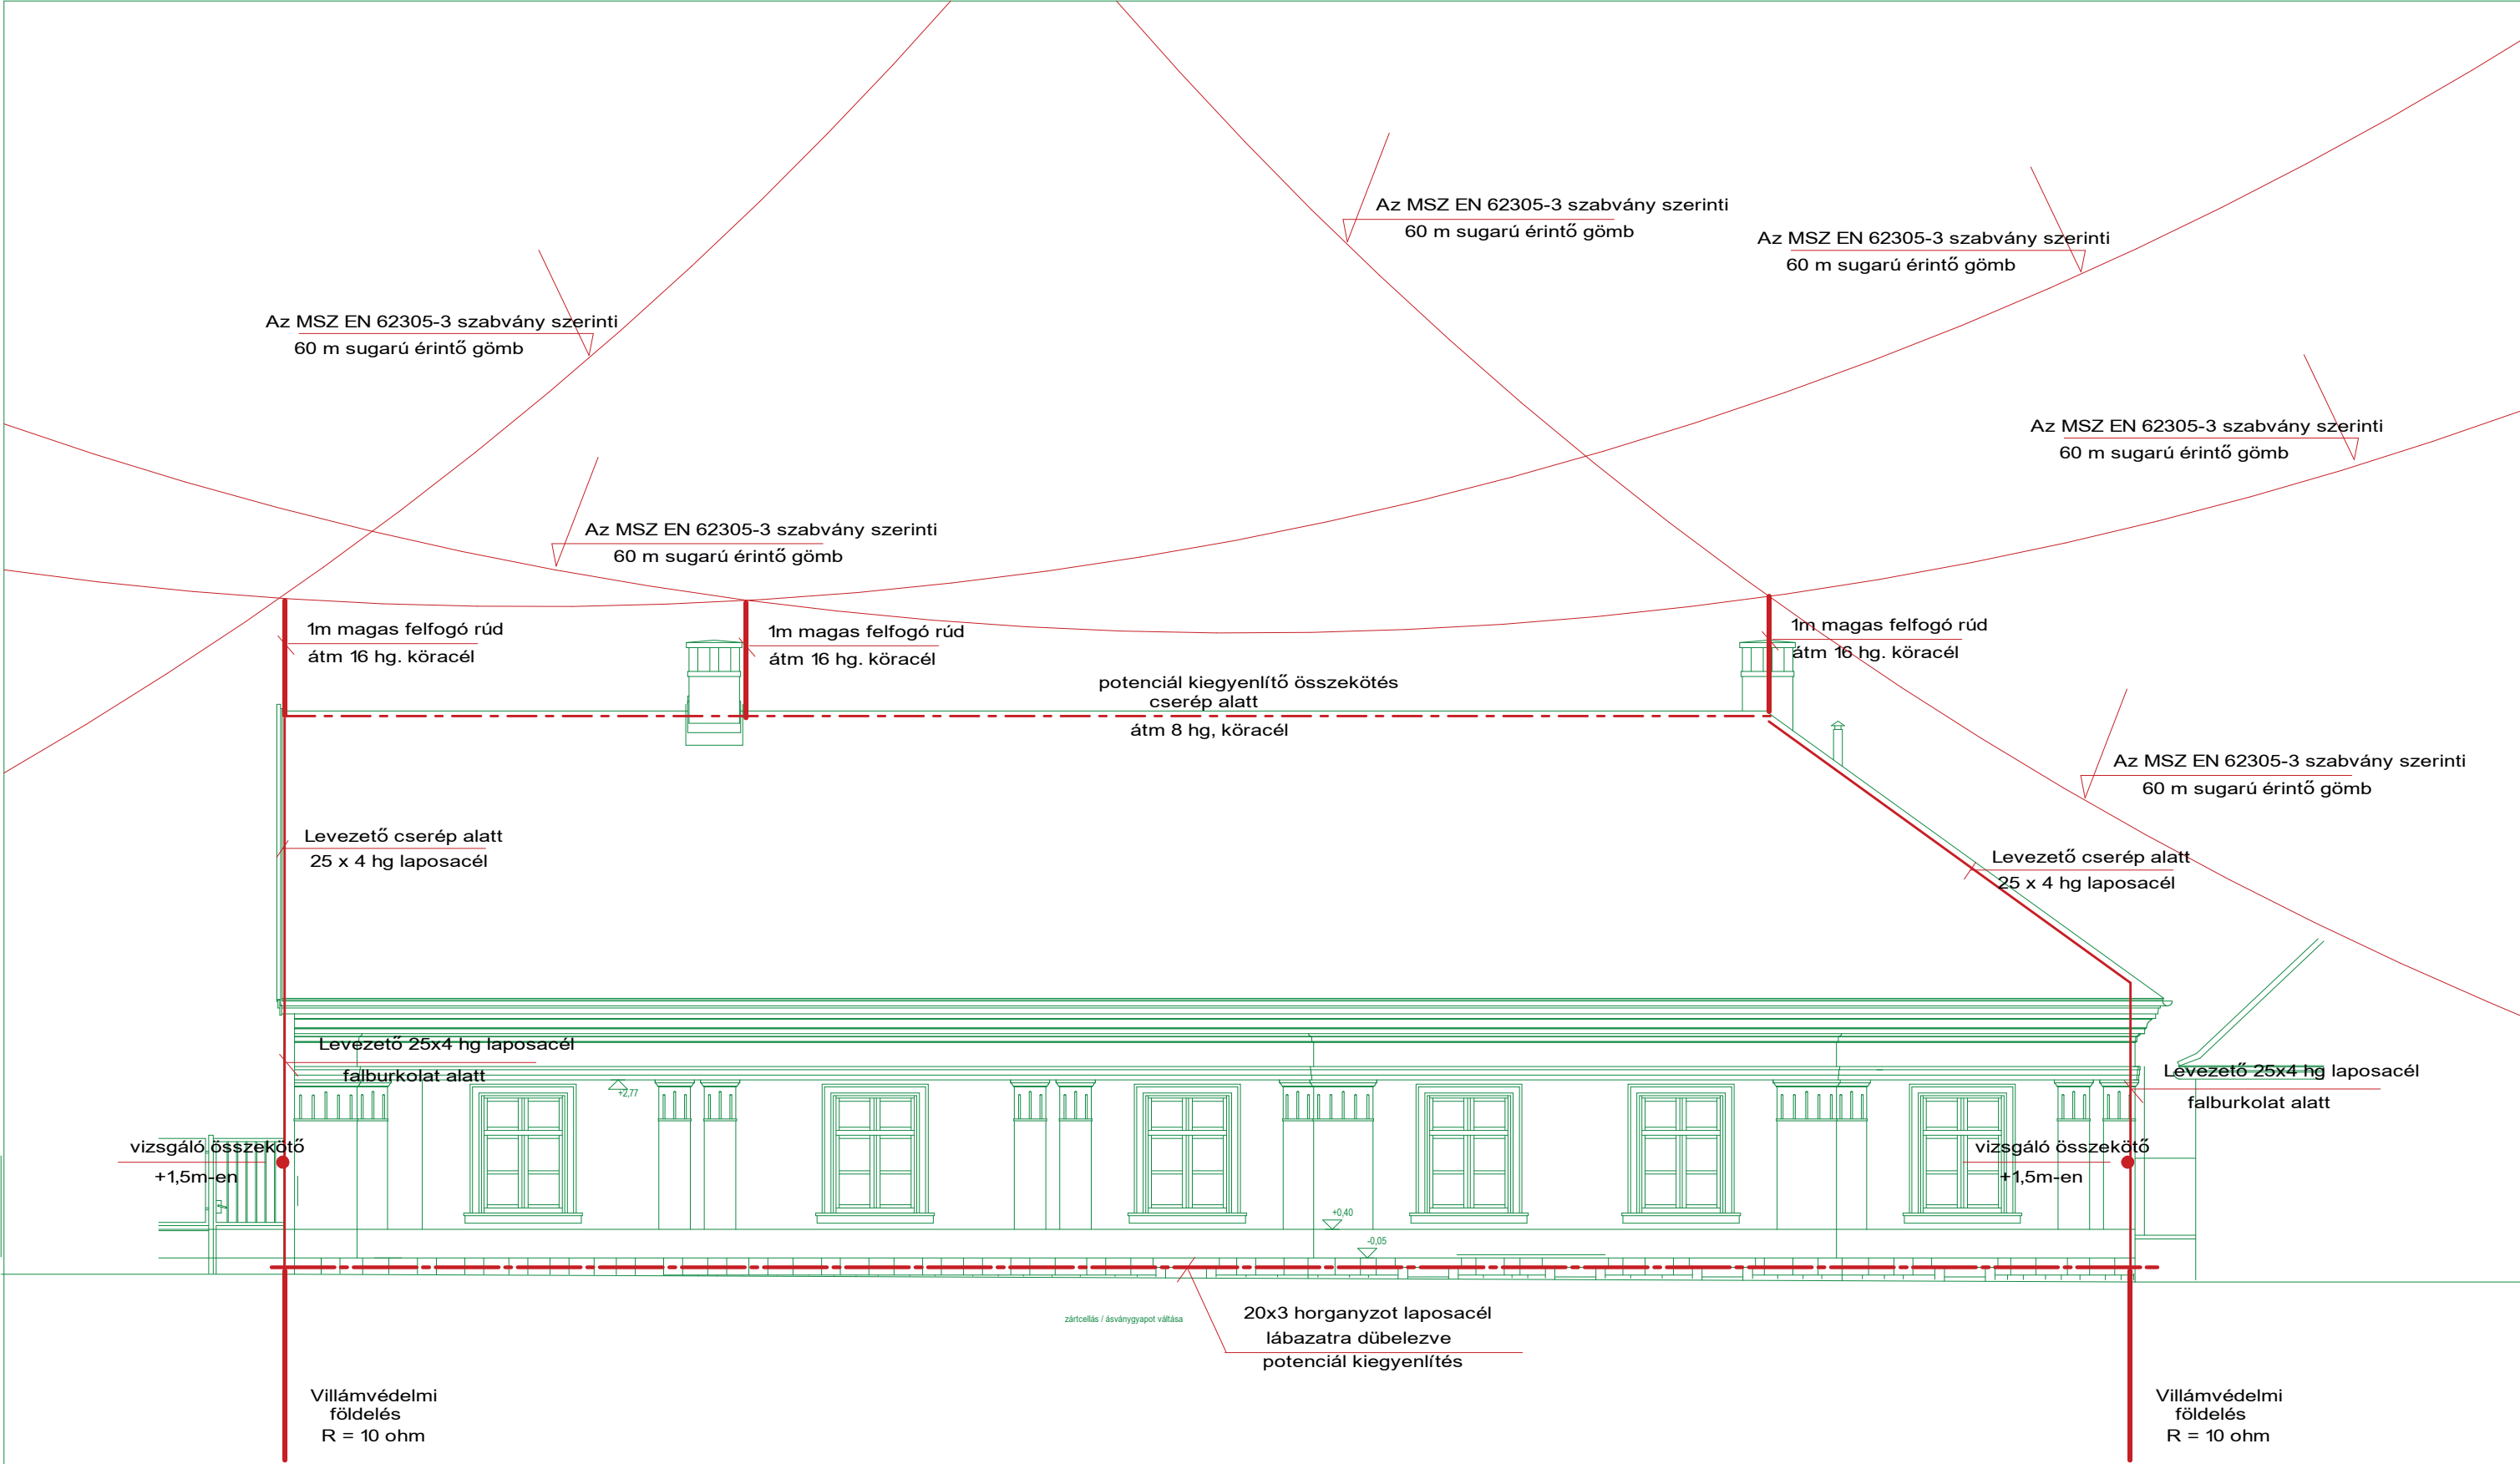 Az MSZ EN 62305-3 szabvány szerinti
60 m sugarú érintő gömb
Az MSZ EN 62305-3 szabvány szerinti
60 m sugarú érintő gömb
Az MSZ EN 62305-3 szabvány szerinti
60 m sugarú érintő gömb
Az MSZ EN 62305-3 szabvány szerinti
60 m sugarú érintő gömb
Az MSZ EN 62305-3 szabvány szerinti
60 m sugarú érintő gömb
1m magas felfogó rúd
átm 16 hg. köracél
1m magas felfogó rúd
átm 16 hg. köracél
1m magas felfogó rúd
átm 16 hg. köracél
potenciál kiegyenlítő összekötés
cserép alatt
átm 8 hg, köracél
Az MSZ EN 62305-3 szabvány szerinti
60 m sugarú érintő gömb
Levezető cserép alatt
25 x 4 hg laposacél
Levezető cserép alatt
25 x 4 hg laposacél
Levezető 25x4 hg laposacél
falburkolat alatt
+2,77
Levezető 25x4 hg laposacél
falburkolat alatt
vizsgáló összekötő
+1,5m-en
vizsgáló összekötő
+1,5m-en
+0,40
-0,05
zártcellás / ásványgyapot váltása
20x3 horganyzot laposacél
lábazatra dübelezve
potenciál kiegyenlítés
Villámvédelmi
földelés
R = 10 ohm
Villámvédelmi
földelés
R = 10 ohm